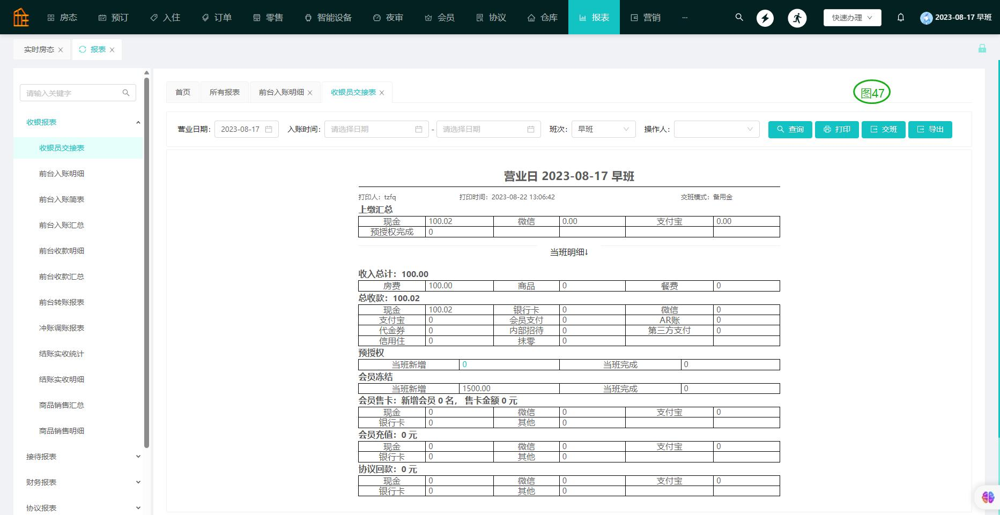 房态 预订 入住 订单 零售 智能设备 夜审 会员 协议 仓库 报表 营销 ··· 快速办理 2023-08-17 早班
实时房态 报表
请输入关键字
收银报表
收银员交接表
前台入账明细
前台入账简表
前台入账汇总
前台收款明细
前台收款汇总
前台转账报表
冲账调账报表
结账实收统计
结账实收明细
商品销售汇总
商品销售明细
接待报表
财务报表
协议报表
首页 所有报表 前台入账明细 收银员交接表
图47
营业日期: 2023-08-17 入账时间: 请选择日期 - 请选择日期 班次: 早班 操作人: 查询 打印 交班 导出
营业日 2023-08-17 早班
打印人: tzfq 打印时间: 2023-08-22 13:06:42 交班模式: 备用金
上缴汇总
现金 100.02 微信 0.00 支付宝 0.00
预授权完成 0
当班明细↓
收入总计: 100.00
房费 100.00 商品 0 餐费 0
总收款: 100.02
现金 100.02 银行卡 0 微信 0
支付宝 0 会员支付 0 AR账 0
代金券 0 内部招待 0 第三方支付 0
信用住 0 抹零 0
预授权
当班新增 0 当班完成 0
会员冻结
当班新增 1500.00 当班完成 0
会员售卡: 新增会员 0 名, 售卡金额 0 元
现金 0 微信 0 支付宝 0
银行卡 0 其他 0
会员充值: 0 元
现金 0 微信 0 支付宝 0
银行卡 0 其他 0
协议回款: 0 元
现金 0 微信 0 支付宝 0
银行卡 0 其他 0